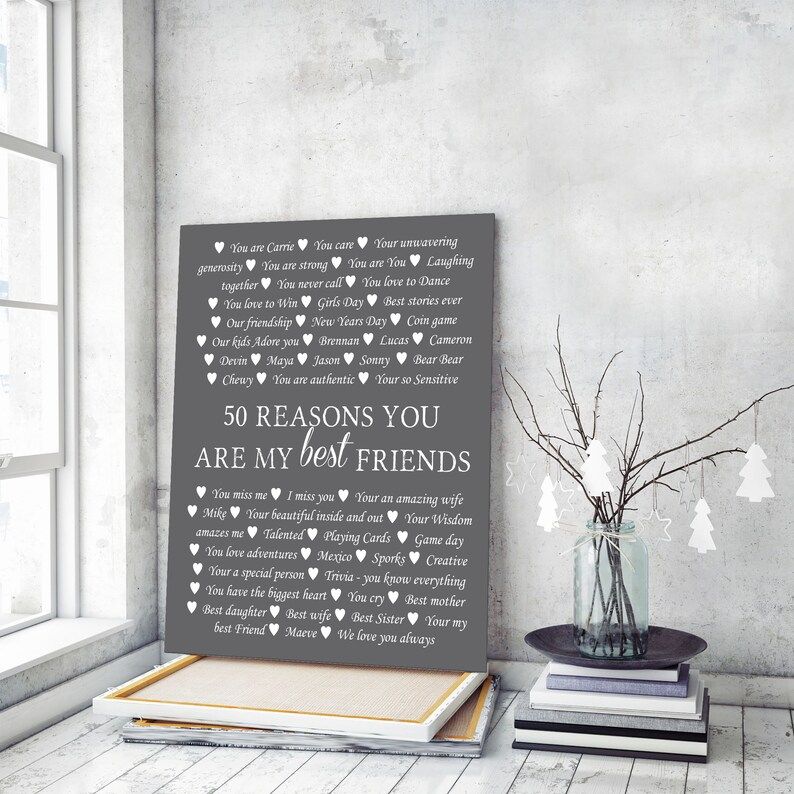 ♥ You are Carrie ♥ You care ♥ Your unwavering
generosity ♥ You are strong ♥ You are You ♥ Laughing
together ♥ You never call ♥ You love to Dance
♥ You love to Win ♥ Girls Day ♥ Best stories ever
♥ Our friendship ♥ New Years Day ♥ Coin game
♥ Our kids Adore you ♥ Brennan ♥ Lucas ♥ Cameron
♥ Devin ♥ Maya ♥ Jason ♥ Sonny ♥ Bear Bear
♥ Chewy ♥ You are authentic ♥ Your so Sensitive
50 REASONS YOU
ARE MY best FRIENDS
♥ You miss me ♥ I miss you ♥ Your an amazing wife
♥ Mike ♥ Your beautiful inside and out ♥ Your Wisdom
amazes me ♥ Talented ♥ Playing Cards ♥ Game day
♥ You love adventures ♥ Mexico ♥ Sporks ♥ Creative
♥ Your a special person ♥ Trivia - you know everything
♥ You have the biggest heart ♥ You cry ♥ Best mother
♥ Best daughter ♥ Best wife ♥ Best Sister ♥ Your my
best Friend ♥ Maeve ♥ We love you always